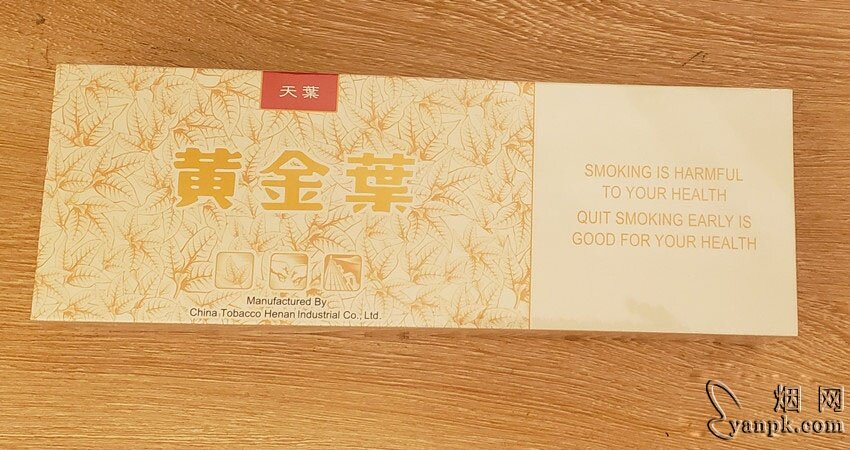 天葉
黄金葉
Manufactured By
China Tobacco Henan Industrial Co., Ltd.
SMOKING IS HARMFUL
TO YOUR HEALTH
QUIT SMOKING EARLY IS
GOOD FOR YOUR HEALTH
烟网
yanpk.com